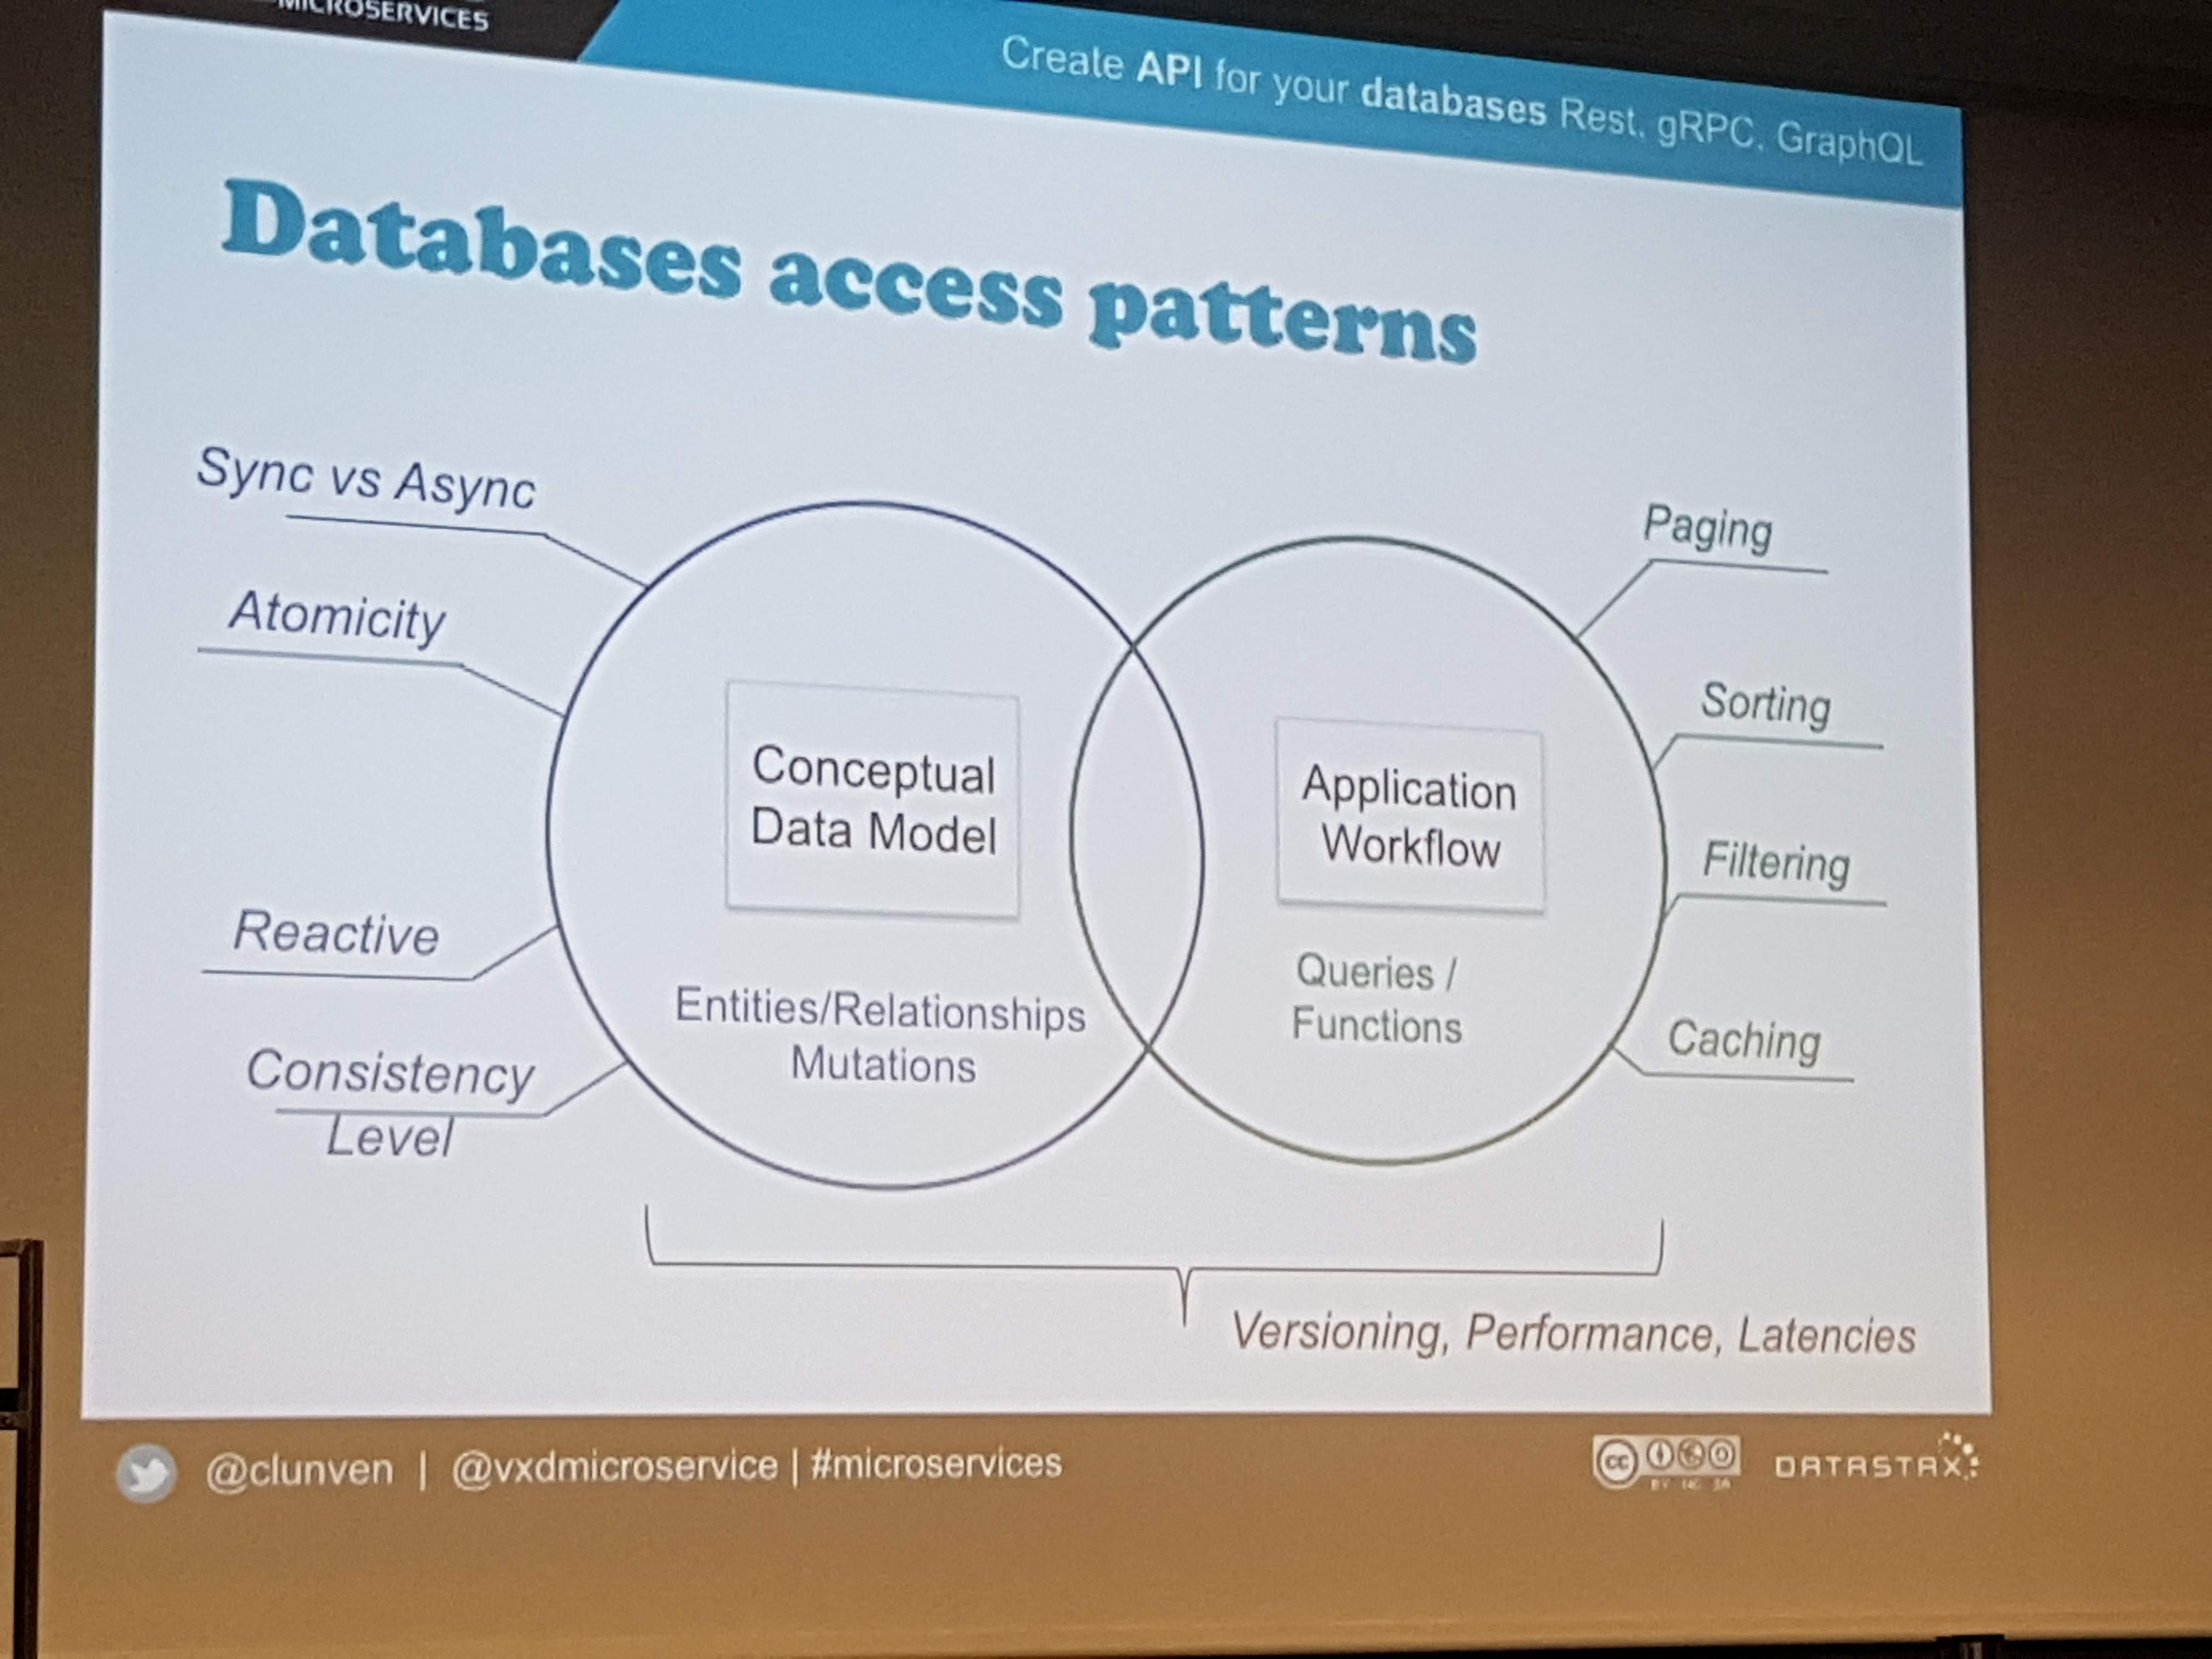 MICROSERVICES
Create API for your databases Rest, gRPC, GraphQL
Databases access patterns
Sync vs Async
Atomicity
Reactive
Consistency
Level
Conceptual
Data Model
Entities/Relationships
Mutations
Application
Workflow
Queries /
Functions
Paging
Sorting
Filtering
Caching
Versioning, Performance, Latencies
@clunven | @vxdmicroservice | #microservices
cc
BY NC SA
DATASTAX